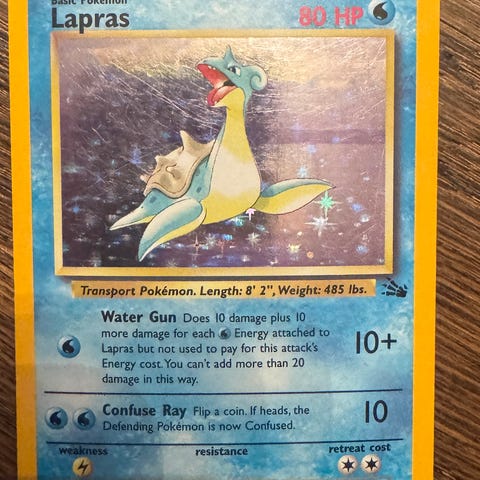 Basic Pokémon
Lapras 80 HP
Transport Pokémon. Length: 8' 2", Weight: 485 lbs.
Water Gun Does 10 damage plus 10
more damage for each Energy attached to
Lapras but not used to pay for this attack's
Energy cost. You can't add more than 20
damage in this way.
10+
Confuse Ray Flip a coin. If heads, the
Defending Pokémon is now Confused.
10
weakness resistance retreat cost